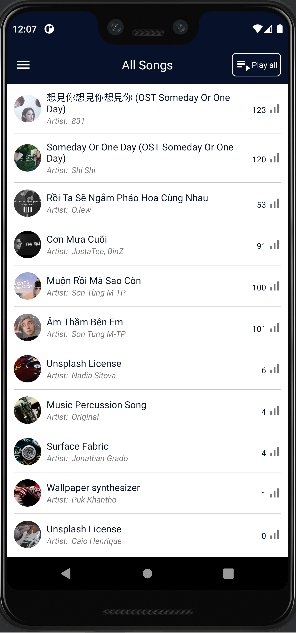 12:07
All Songs
Play all
想見你想見你想見你 (OST Someday Or One
Day)
123
Artist: 831
Someday Or One Day (OST Someday Or One
Day)
120
Artist: Shi Shi
Rồi Ta Sẽ Ngắm Pháo Hoa Cùng Nhau
53
Artist: O.lew
Cơn Mưa Cuối
91
Artist: JustaTee, BinZ
Muộn Rồi Mà Sao Còn
100
Artist: Sơn Tùng M-TP
Âm Thầm Bên Em
101
Artist: Sơn Tùng M-TP
Unsplash License
6
Artist: Nadia Sitova
Music Percussion Song
4
Artist: Original
Surface Fabric
4
Artist: Jonathan Grado
Wallpaper synthesizer
1
Artist: Puk Khantho
Unsplash License
0
Artist: Caio Henrique